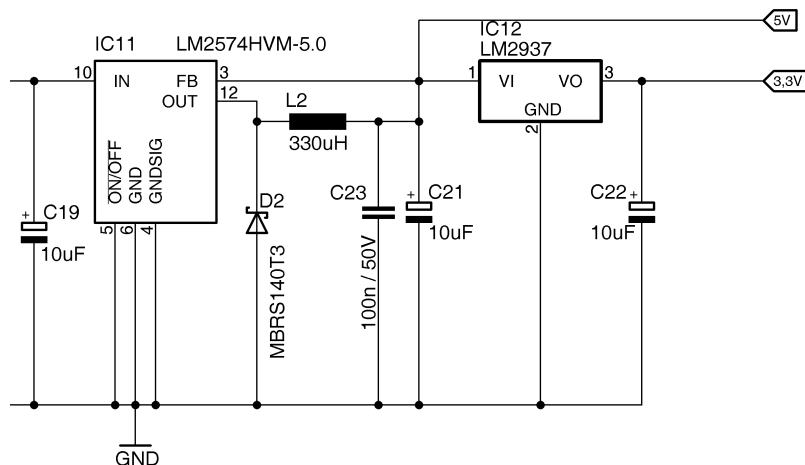 5V
IC11
LM2574HVM-5.0
IC12
LM2937
10
IN
FB
3
OUT
12
1
VI
VO
3
3,3V
GND
2
L2
330uH
ON/OFF
GND
GNDSIG
5
6
4
C19
10uF
D2
MBRS140T3
C23
100n / 50V
C21
10uF
C22
10uF
GND
+
+
+